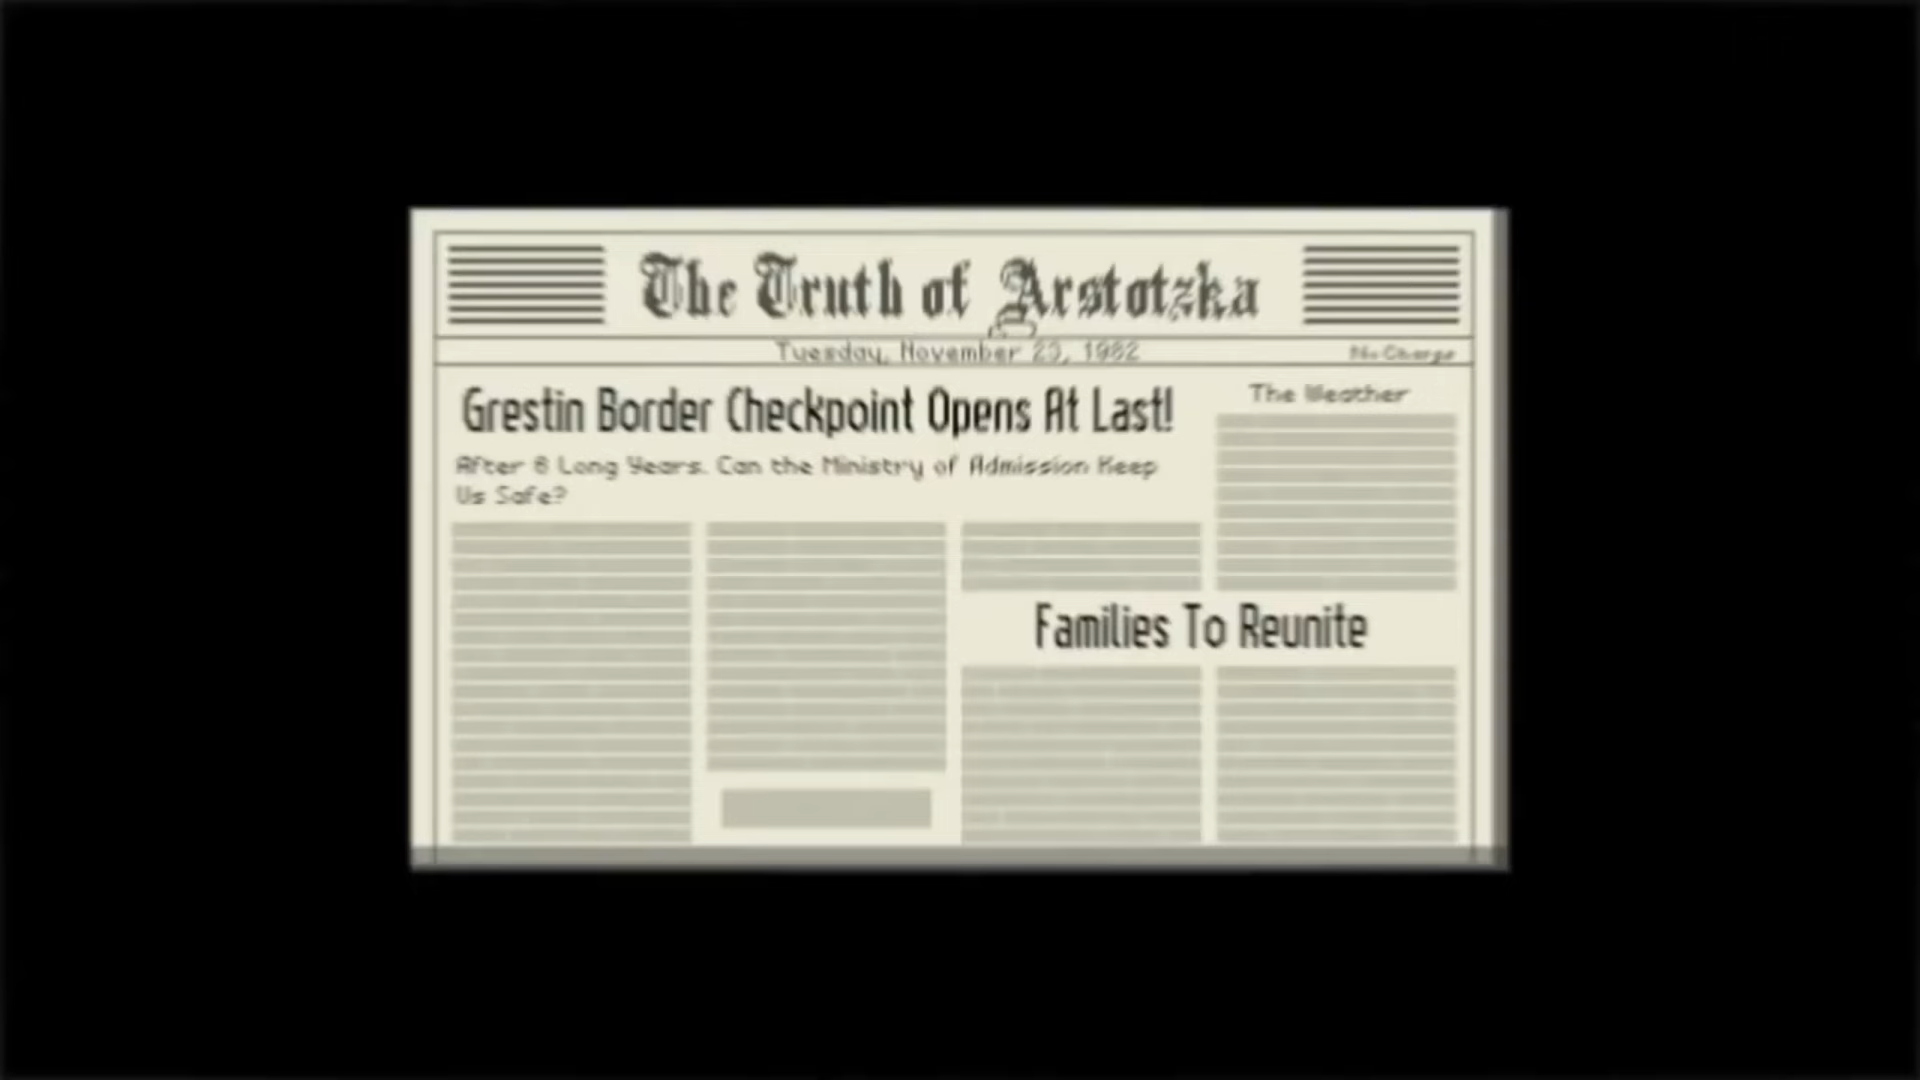 The Truth of Arstotzka
Tuesday, November 23, 1982
No Charge
Grestin Border Checkpoint Opens At Last!
After 6 Long Years. Can the Ministry of Admission Keep
Us Safe?
The Weather
Families To Reunite